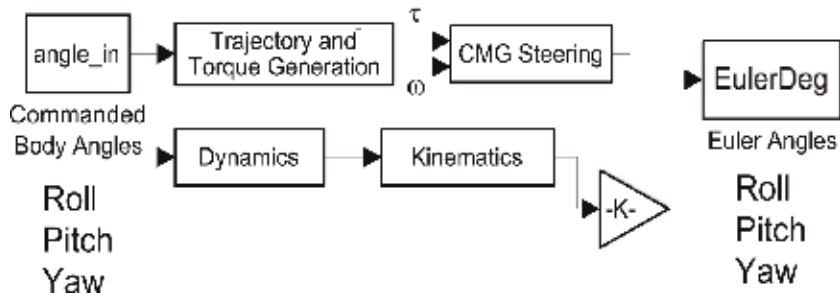 angle_in
Commanded
Body Angles
Roll
Pitch
Yaw
Trajectory and
Torque Generation
τ
ω
CMG Steering
Dynamics
Kinematics
-K-
EulerDeg
Euler Angles
Roll
Pitch
Yaw